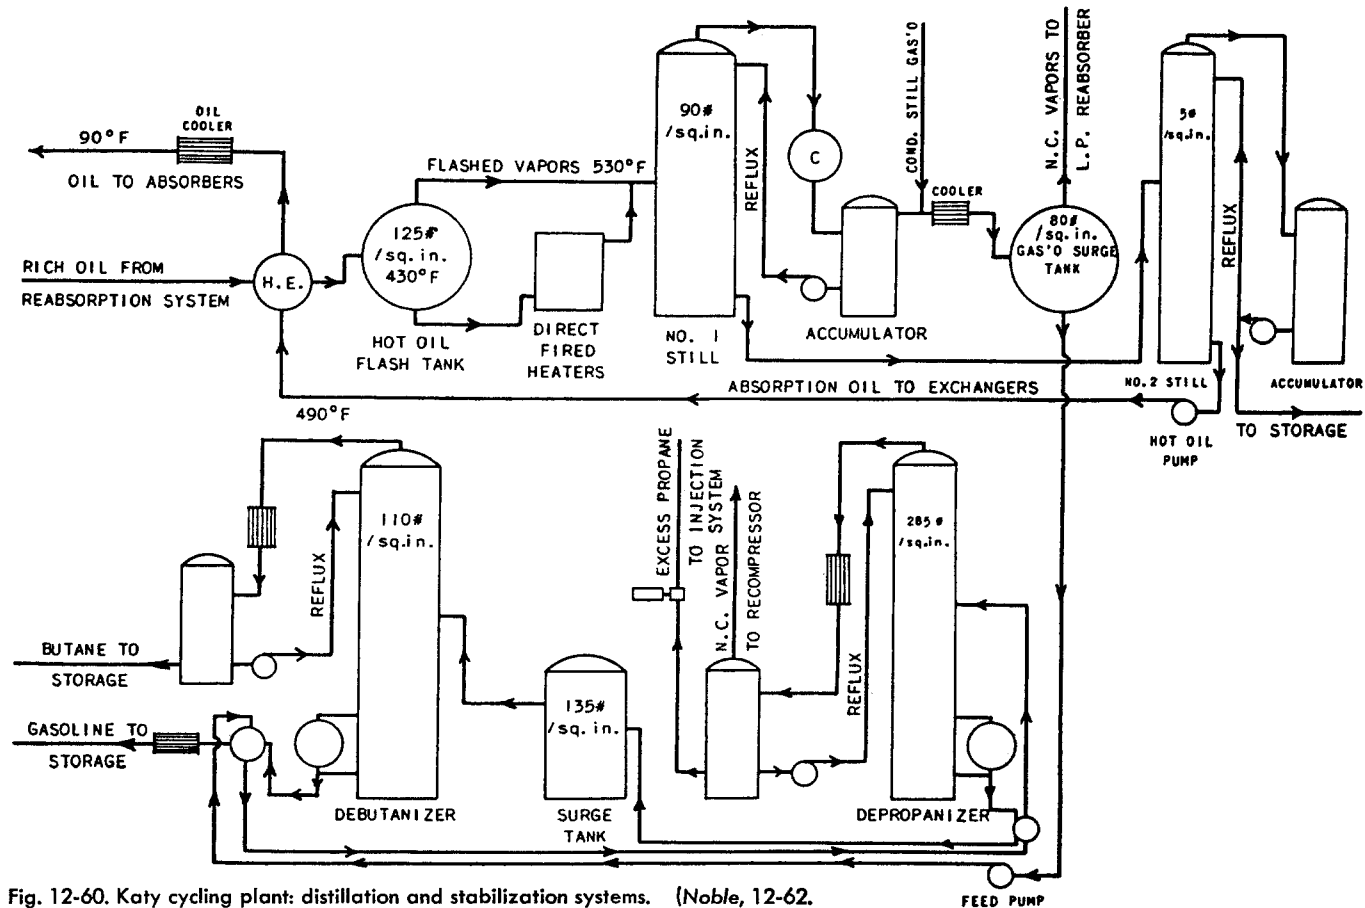 OIL
COOLER
90°F
OIL TO ABSORBERS
RICH OIL FROM
REABSORPTION SYSTEM
H.E.
125#
/sq.in.
430°F
HOT OIL
FLASH TANK
FLASHED VAPORS 530°F
DIRECT
FIRED
HEATERS
90#
/sq.in.
NO. 1
STILL
REFLUX
C
ACCUMULATOR
COND. STILL GAS'O
COOLER
N.C. VAPORS TO
L.P. REABSORBER
80#
/sq. in.
GAS'O SURGE
TANK
5#
/sq.in.
NO.2 STILL
REFLUX
ACCUMULATOR
ABSORPTION OIL TO EXCHANGERS
490°F
HOT OIL
PUMP
TO STORAGE
110#
/sq.in.
REFLUX
BUTANE TO
STORAGE
GASOLINE TO
STORAGE
DEBUTANIZER
135#
/sq. in.
SURGE
TANK
EXCESS PROPANE
TO INJECTION
SYSTEM
N.C. VAPOR
TO RECOMPRESSOR
REFLUX
285#
/sq.in.
DEPROPANIZER
FEED PUMP
Fig. 12-60. Katy cycling plant: distillation and stabilization systems. (Noble, 12-62.